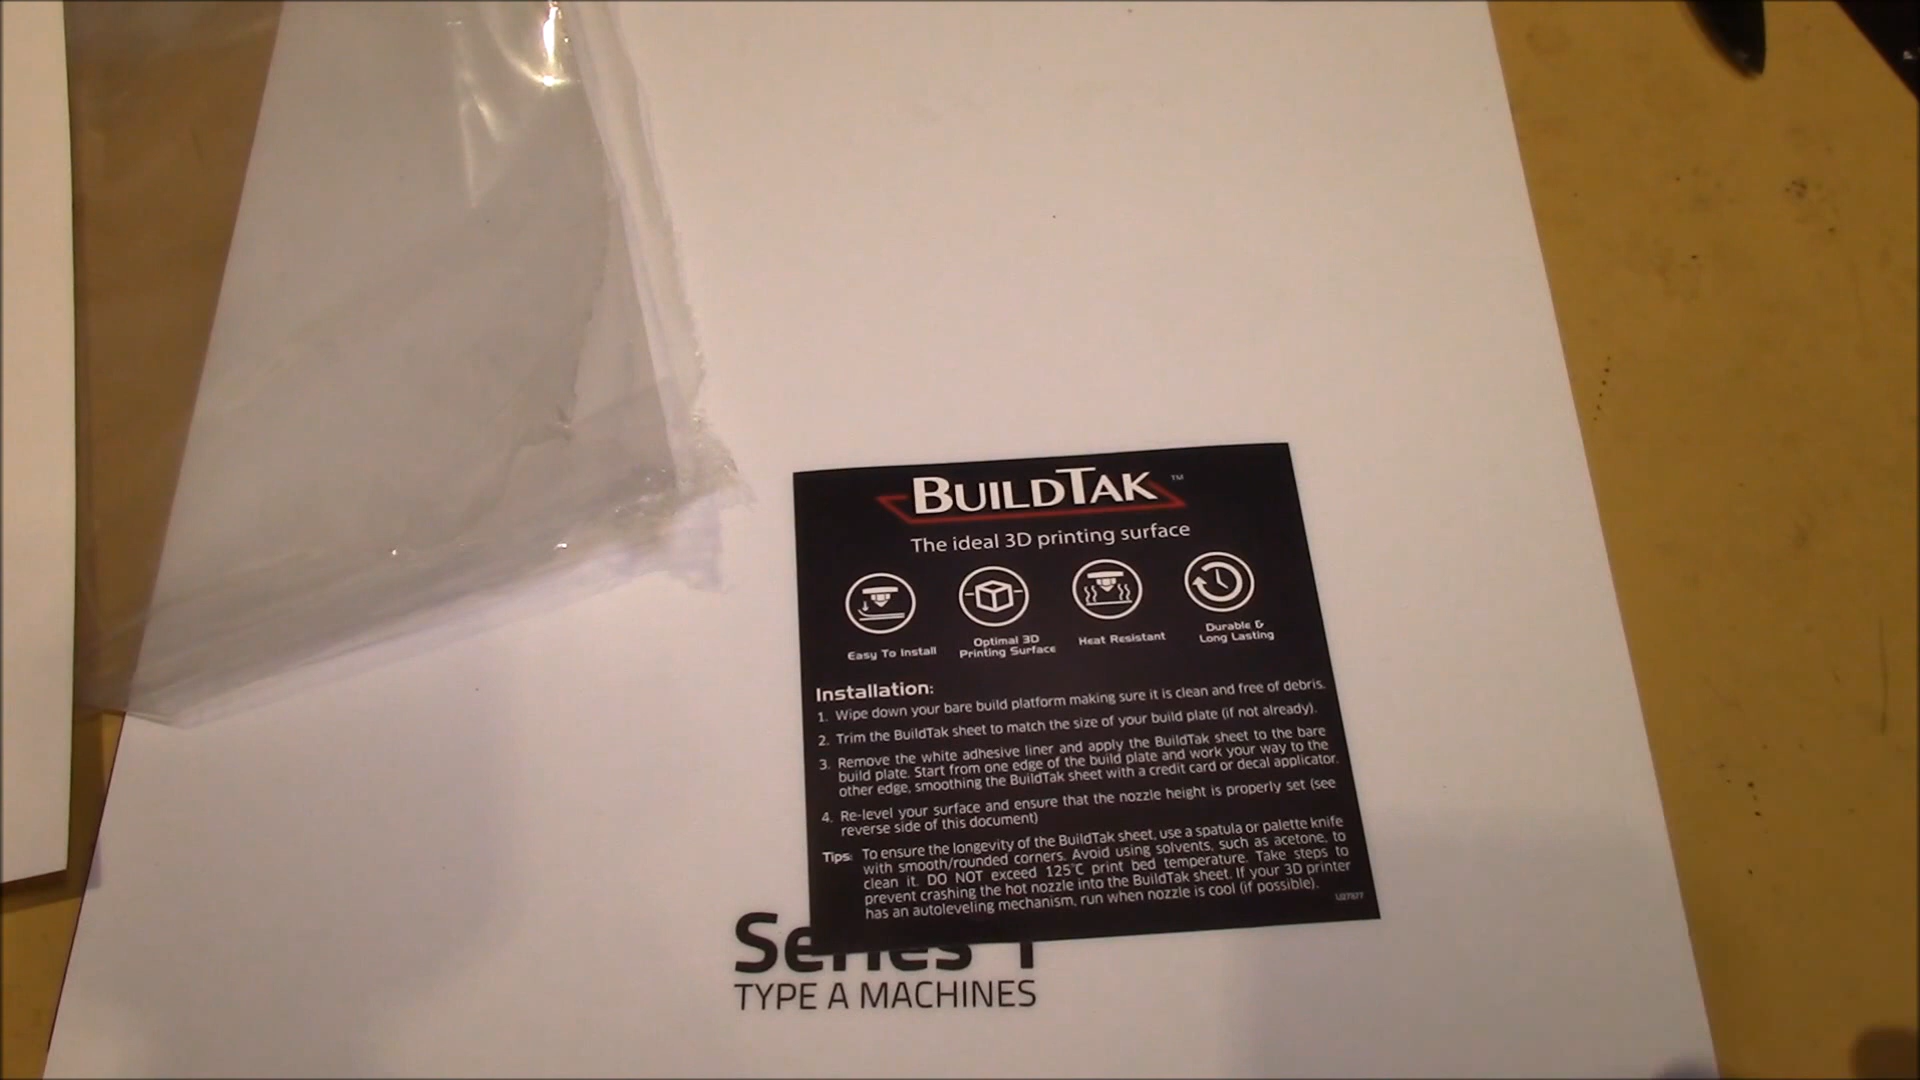 BUILDTAK™
The ideal 3D printing surface
Easy To Install
Optimal 3D
Printing Surface
Heat Resistant
Durable &
Long Lasting
Installation:
1. Wipe down your bare build platform making sure it is clean and free of debris.
2. Trim the BuildTak sheet to match the size of your build plate (if not already).
3. Remove the white adhesive liner and apply the BuildTak sheet to the bare
build plate. Start from one edge of the build plate and work your way to the
other edge, smoothing the BuildTak sheet with a credit card or decal applicator.
4. Re-level your surface and ensure that the nozzle height is properly set (see
reverse side of this document)
Tips: To ensure the longevity of the BuildTak sheet, use a spatula or palette knife
with smooth/rounded corners. Avoid using solvents, such as acetone, to
clean it. DO NOT exceed 125°C print bed temperature. Take steps to
prevent crashing the hot nozzle into the BuildTak sheet. If your 3D printer
has an autoleveling mechanism, run when nozzle is cool (if possible).
Series 1
TYPE A MACHINES